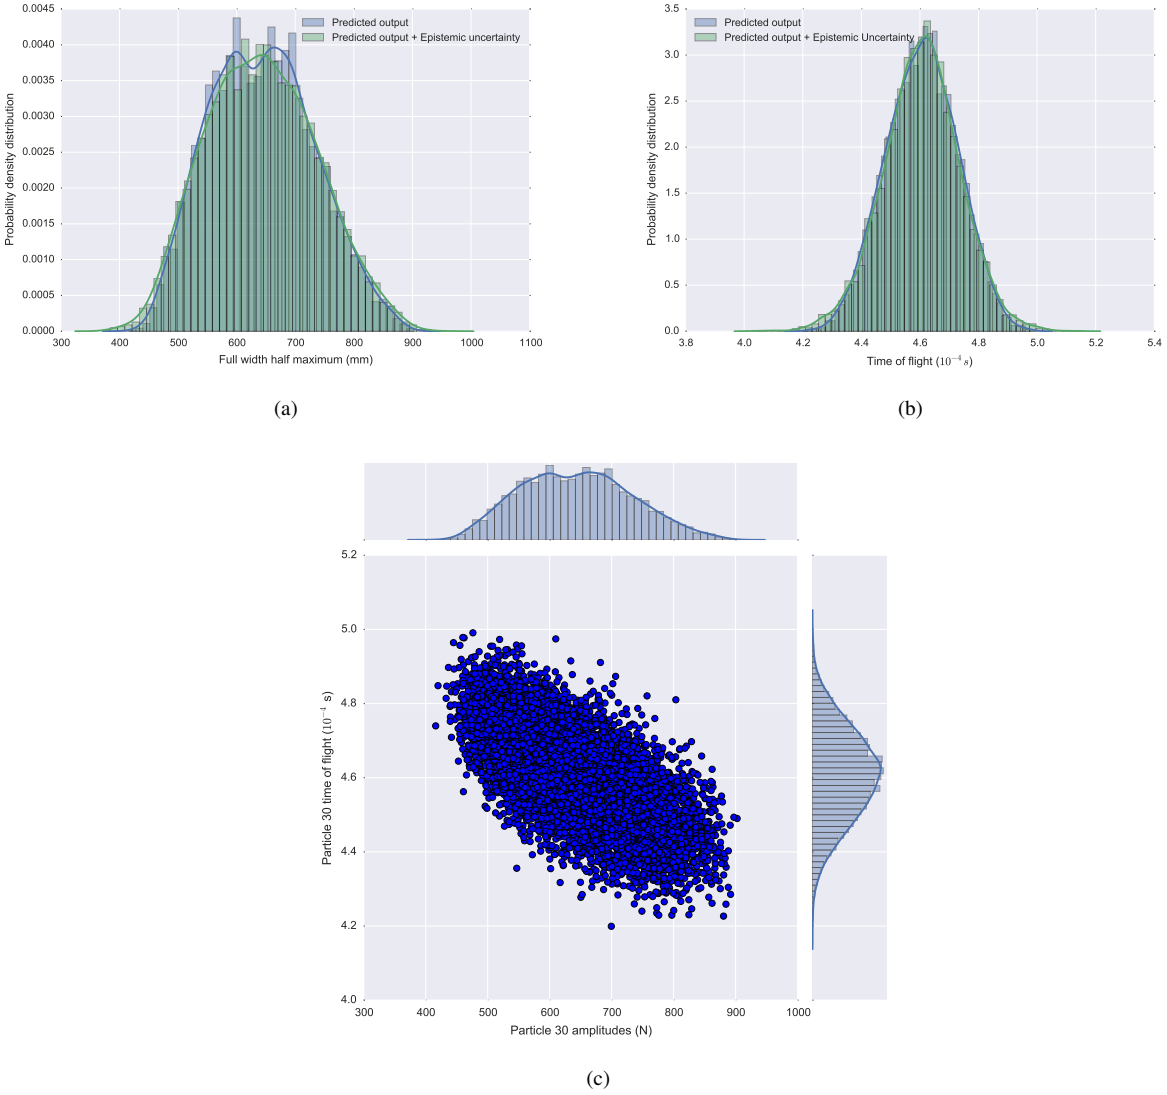 0.0045
0.0040
0.0035
0.0030
0.0025
0.0020
0.0015
0.0010
0.0005
0.0000
300 400 500 600 700 800 900 1000 1100
Probability density distribution
Full width half maximum (mm)
Predicted output
Predicted output + Epistemic uncertainty
(a)
3.5
3.0
2.5
2.0
1.5
1.0
0.5
0.0
3.8 4.0 4.2 4.4 4.6 4.8 5.0 5.2 5.4
Probability density distribution
Time of flight (10⁻⁴ s)
Predicted output
Predicted output + Epistemic Uncertainty
(b)
5.2
5.0
4.8
4.6
4.4
4.2
4.0
300 400 500 600 700 800 900 1000
Particle 30 time of flight (10⁻⁴ s)
Particle 30 amplitudes (N)
(c)